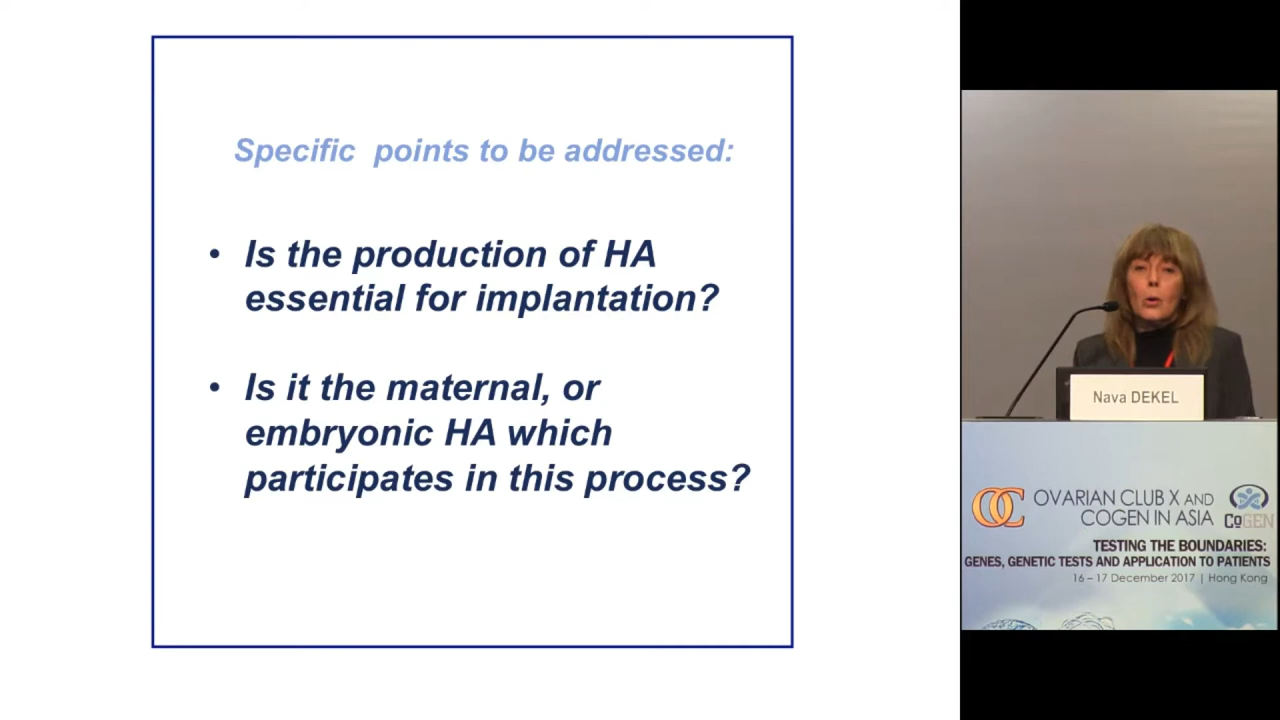 Specific points to be addressed:
• Is the production of HA
essential for implantation?
• Is it the maternal, or
embryonic HA which
participates in this process?
Nava DEKEL
OC OVARIAN CLUB X AND
COGEN IN ASIA
CoGEN
TESTING THE BOUNDARIES:
GENES, GENETIC TESTS AND APPLICATION TO PATIENTS
16 – 17 December 2017 | Hong Kong